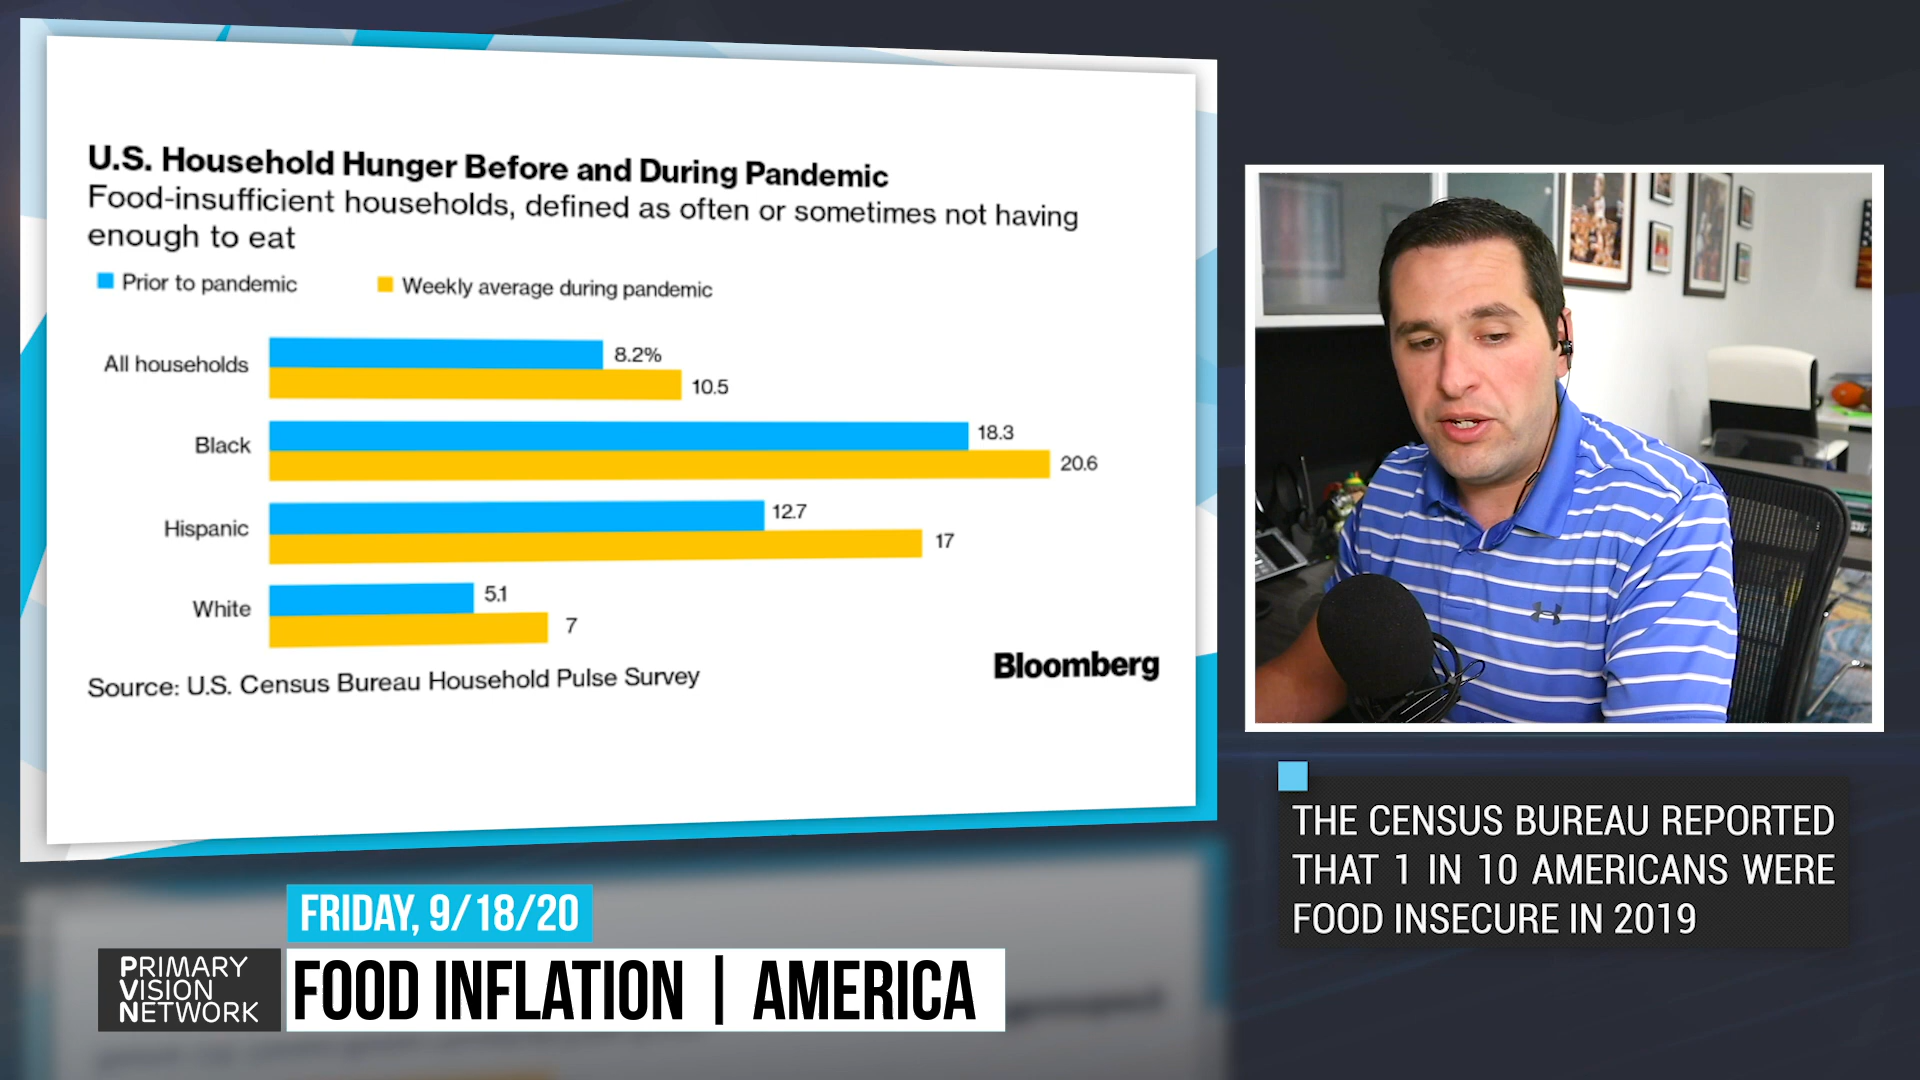 U.S. Household Hunger Before and During Pandemic
Food-insufficient households, defined as often or sometimes not having
enough to eat
Prior to pandemic
Weekly average during pandemic
All households
8.2%
10.5
Black
18.3
20.6
Hispanic
12.7
17
White
5.1
7
Source: U.S. Census Bureau Household Pulse Survey
Bloomberg
THE CENSUS BUREAU REPORTED
THAT 1 IN 10 AMERICANS WERE
FOOD INSECURE IN 2019
FRIDAY, 9/18/20
PRIMARY
VISION
NETWORK
FOOD INFLATION | AMERICA